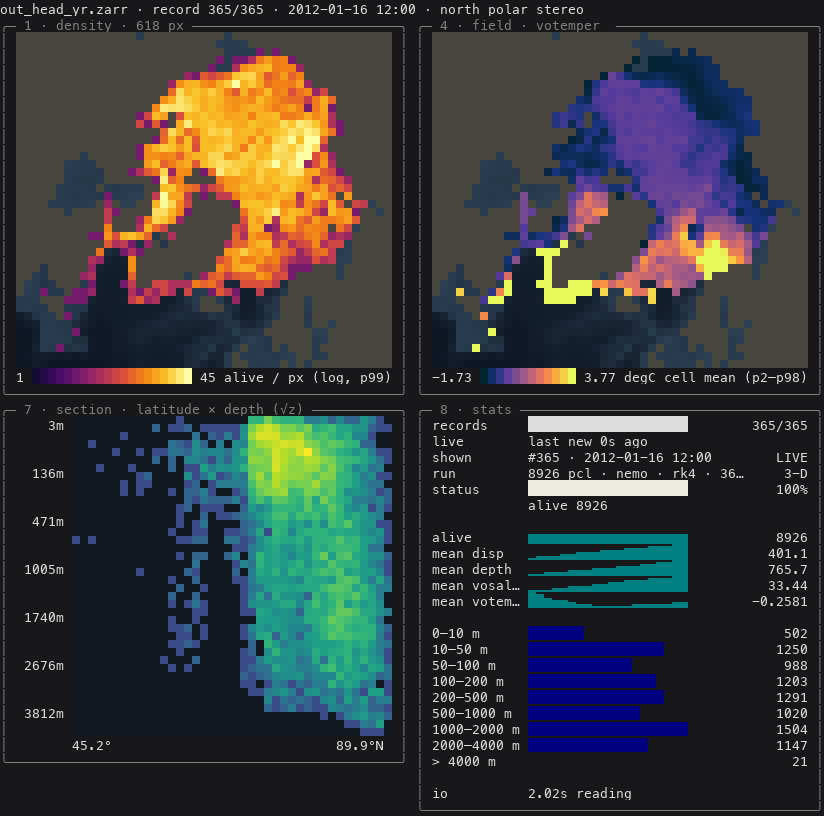 out_head_yr.zarr · record 365/365 · 2012−01−16 12:00 · north polar stereo
1 · density · 618 px
1 45 alive / px (log, p99)
4 · field · votemper
−1.73 3.77 degC cell mean (p2−p98)
7 · section · latitude × depth (√z)
3m
136m
471m
1005m
1740m
2676m
3812m
45.2° 89.9°N
8 · stats
records 365/365
live last new 0s ago
shown #365 · 2012−01−16 12:00 LIVE
run 8926 pcl · nemo · rk4 · 36… 3−D
status 100%
alive 8926
alive 8926
mean disp 401.1
mean depth 765.7
mean vosal… 33.44
mean votem… −0.2581
0–10 m 502
10–50 m 1250
50–100 m 988
100–200 m 1203
200–500 m 1291
500–1000 m 1020
1000–2000 m 1504
2000–4000 m 1147
> 4000 m 21
io 2.02s reading